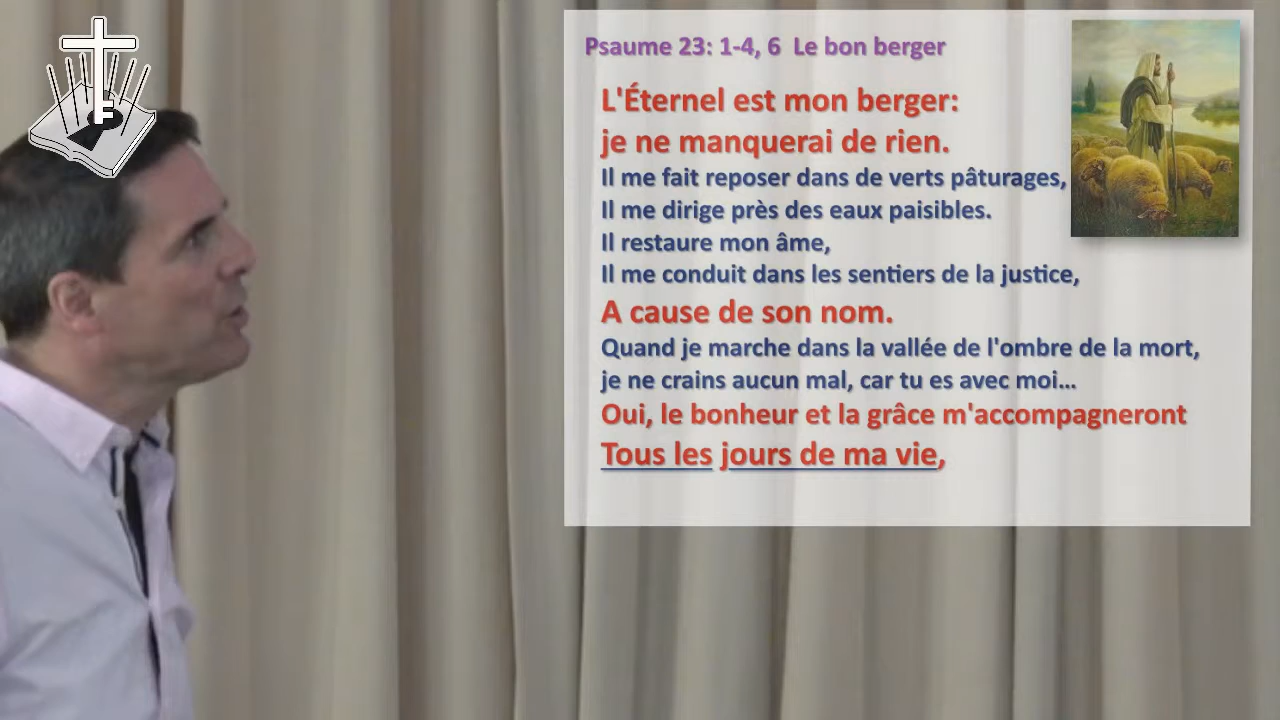 Psaume 23: 1-4, 6 Le bon berger
L'Éternel est mon berger:
je ne manquerai de rien.
Il me fait reposer dans de verts pâturages,
Il me dirige près des eaux paisibles.
Il restaure mon âme,
Il me conduit dans les sentiers de la justice,
A cause de son nom.
Quand je marche dans la vallée de l'ombre de la mort,
je ne crains aucun mal, car tu es avec moi…
Oui, le bonheur et la grâce m'accompagneront
Tous les jours de ma vie,